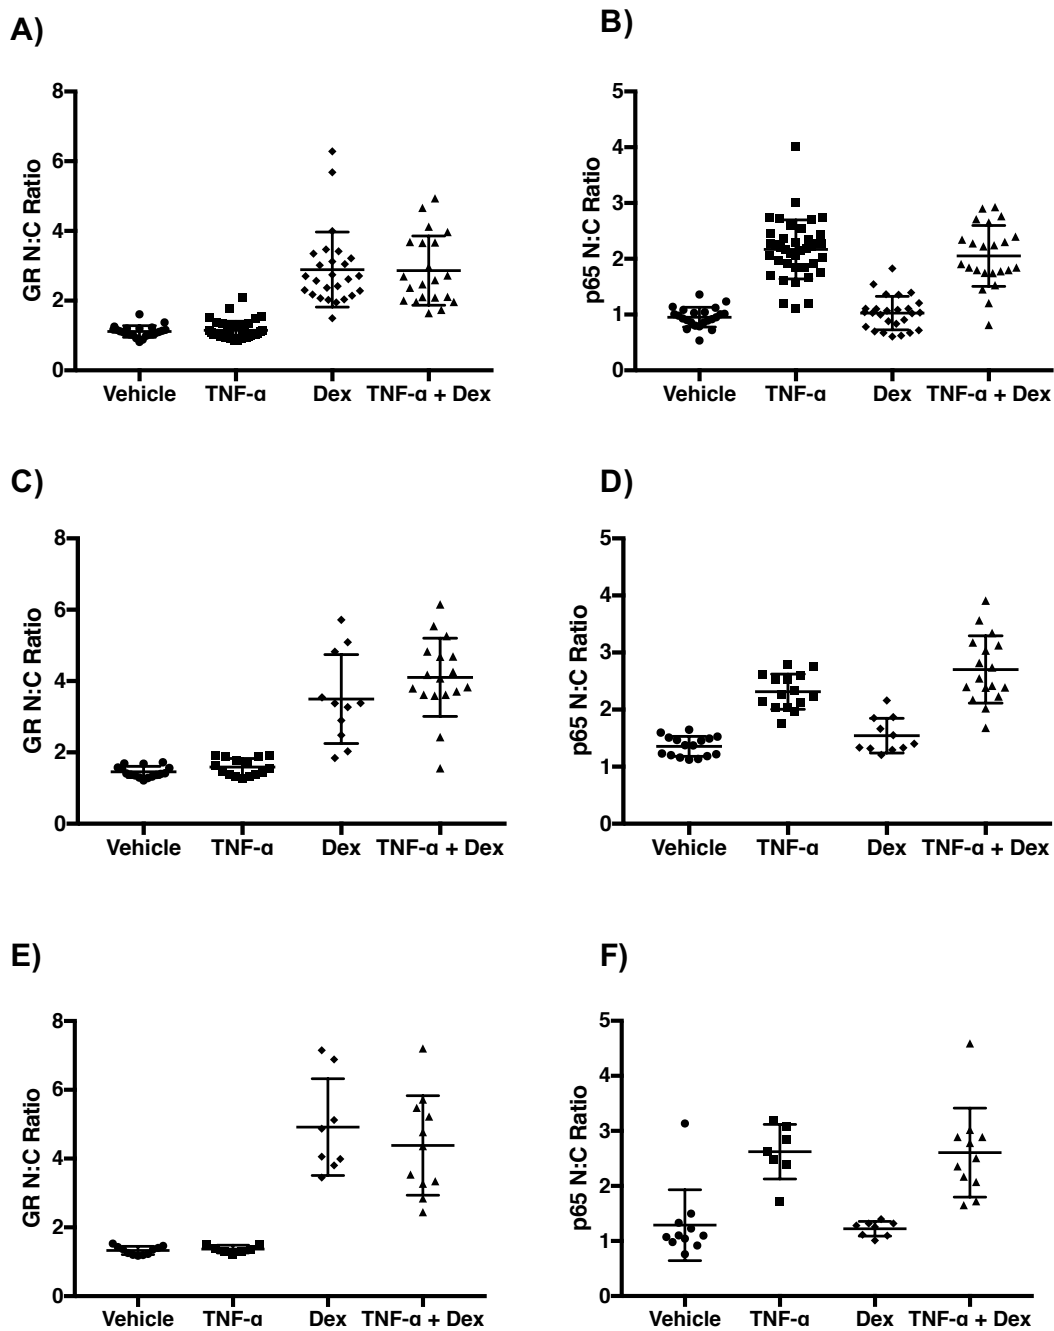 A)
GR N:C Ratio
8
6
4
2
0
Vehicle TNF-α Dex TNF-α + Dex
B)
p65 N:C Ratio
5
4
3
2
1
0
Vehicle TNF-α Dex TNF-α + Dex
C)
GR N:C Ratio
8
6
4
2
0
Vehicle TNF-α Dex TNF-α + Dex
D)
p65 N:C Ratio
5
4
3
2
1
0
Vehicle TNF-α Dex TNF-α + Dex
E)
GR N:C Ratio
8
6
4
2
0
Vehicle TNF-α Dex TNF-α + Dex
F)
p65 N:C Ratio
5
4
3
2
1
0
Vehicle TNF-α Dex TNF-α + Dex